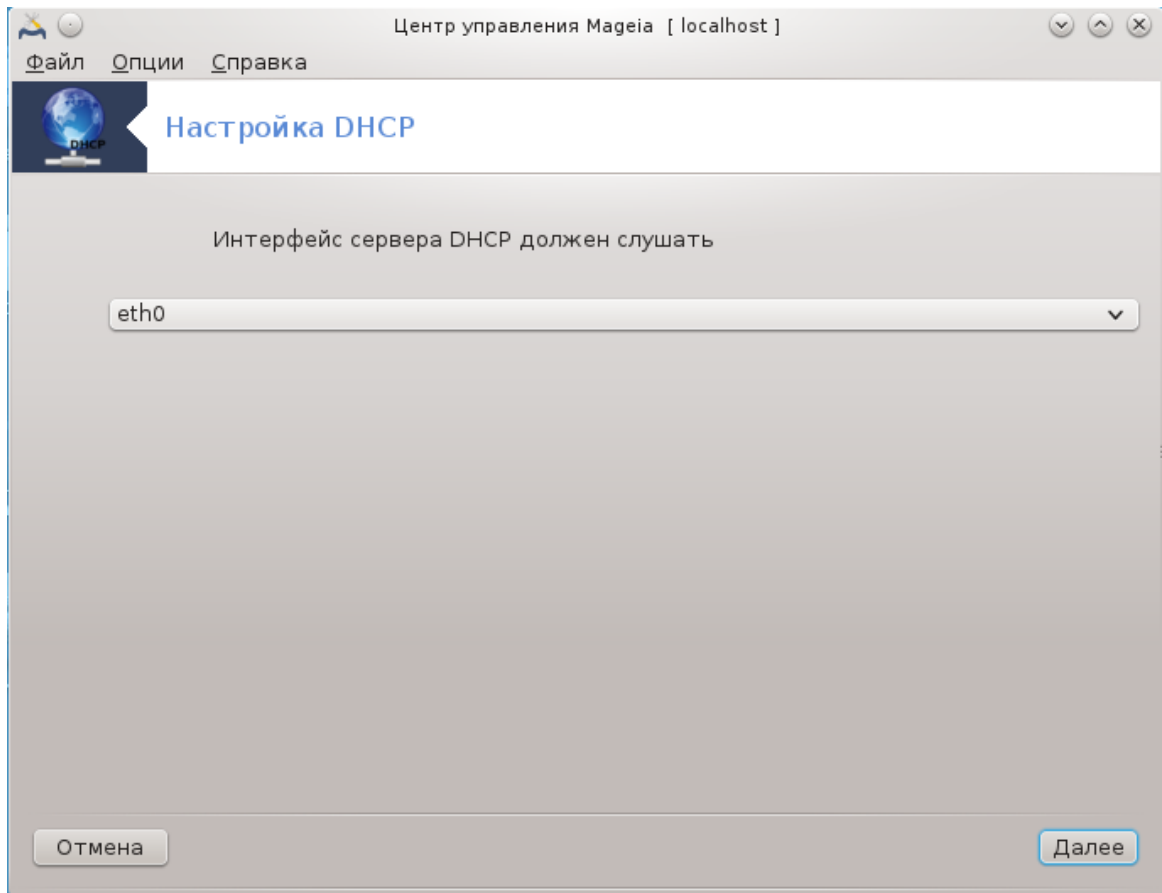 Центр управления Mageia [ localhost ]
Файл Опции Справка
DHCP
Настройка DHCP
Интерфейс сервера DHCP должен слушать
eth0
Отмена
Далее